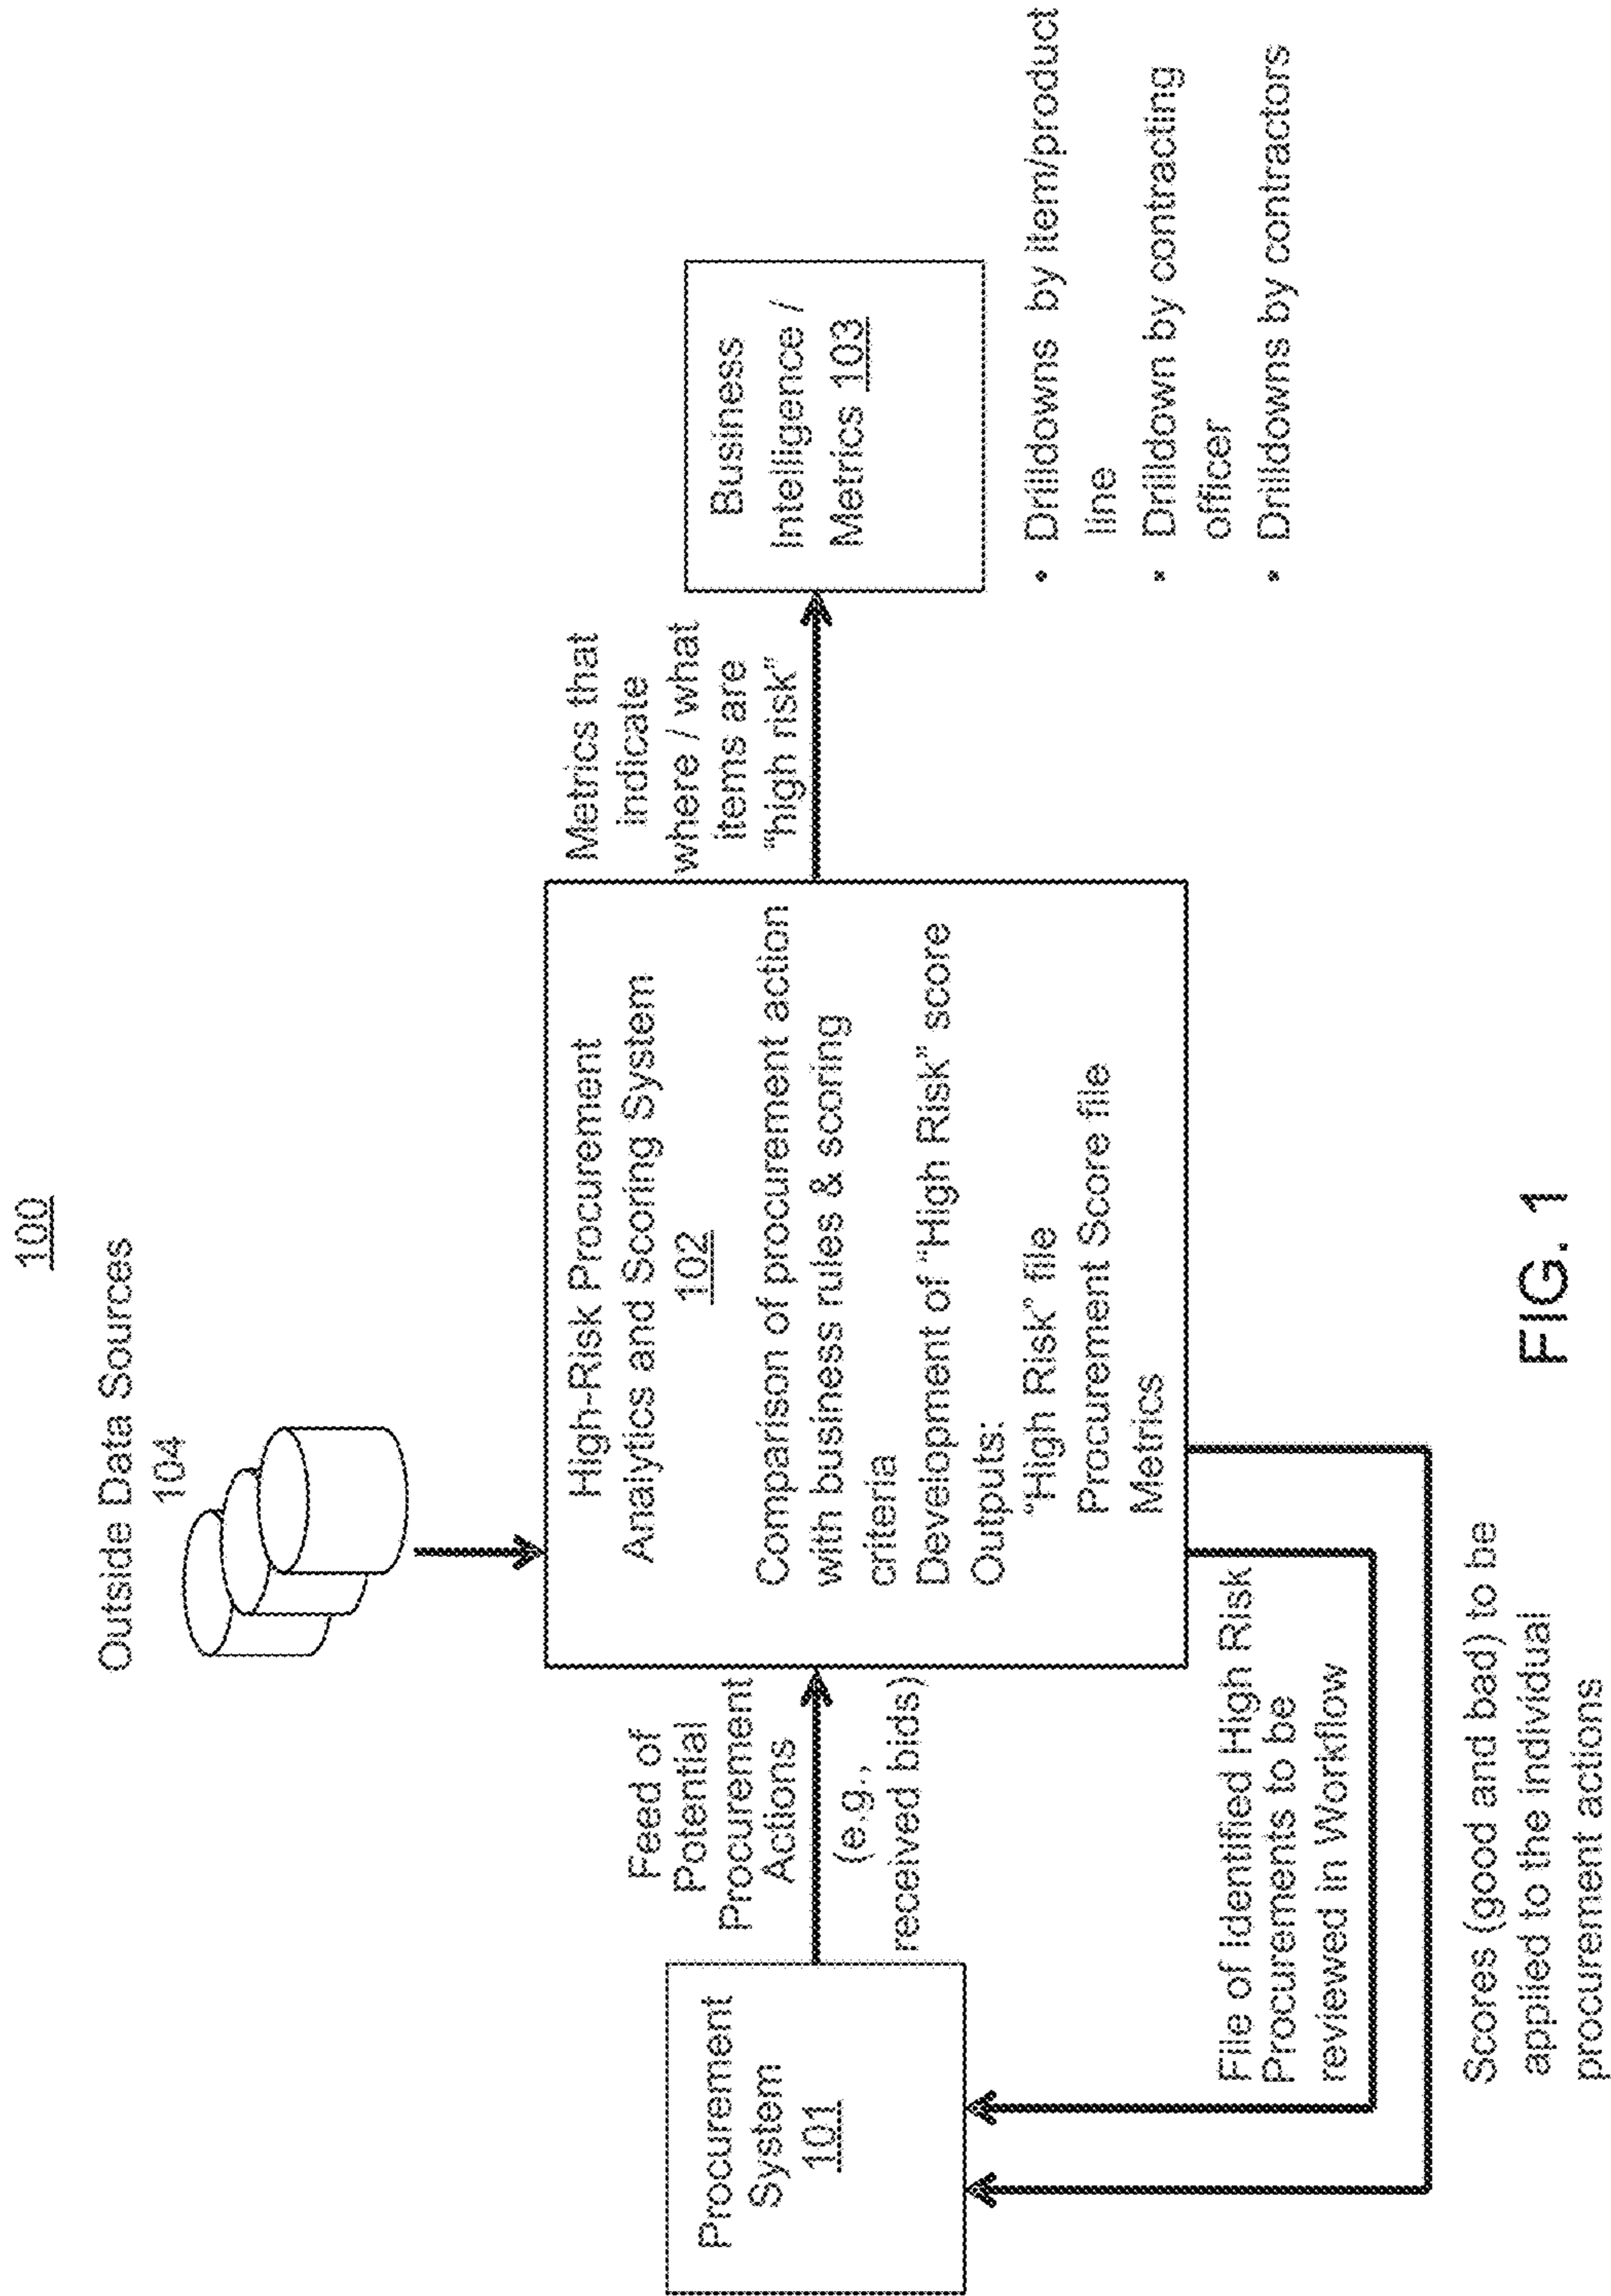 100
Outside Data Sources
104
Procurement
System
101
Feed of
Potential
Procurement
Actions
(e.g.,
received bids)
High-Risk Procurement
Analytics and Scoring System
102
Comparison of procurement action
with business rules & scoring
criteria
Development of "High Risk" score
Outputs:
"High Risk" file
Procurement Score file
Metrics
Metrics that
indicate
where / what
items are
"high risk"
Business
Intelligence /
Metrics 103
• Drilldowns by item/product
line
• Drilldown by contracting
officer
• Drilldowns by contractors
File of Identified High Risk
Procurements to be
reviewed in Workflow
Scores (good and bad) to be
applied to the individual
procurement actions
FIG. 1